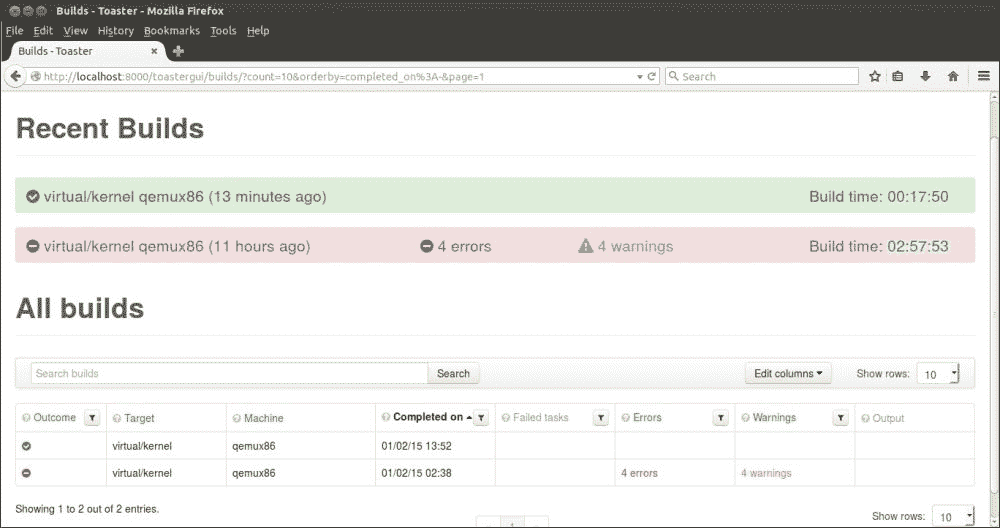 Builds - Toaster - Mozilla Firefox
File Edit View History Bookmarks Tools Help
Builds - Toaster
http://localhost:8000/toastergui/builds/?count=10&orderby=completed_on%3A-&page=1
Search
Recent Builds
virtual/kernel qemux86 (13 minutes ago) Build time: 00:17:50
virtual/kernel qemux86 (11 hours ago) 4 errors 4 warnings Build time: 02:57:53
All builds
Search builds Search Edit columns Show rows: 10
Outcome Target Machine Completed on Failed tasks Errors Warnings Output
virtual/kernel qemux86 01/02/15 13:52
virtual/kernel qemux86 01/02/15 02:38 4 errors 4 warnings
Showing 1 to 2 out of 2 entries.
1
Show rows: 10